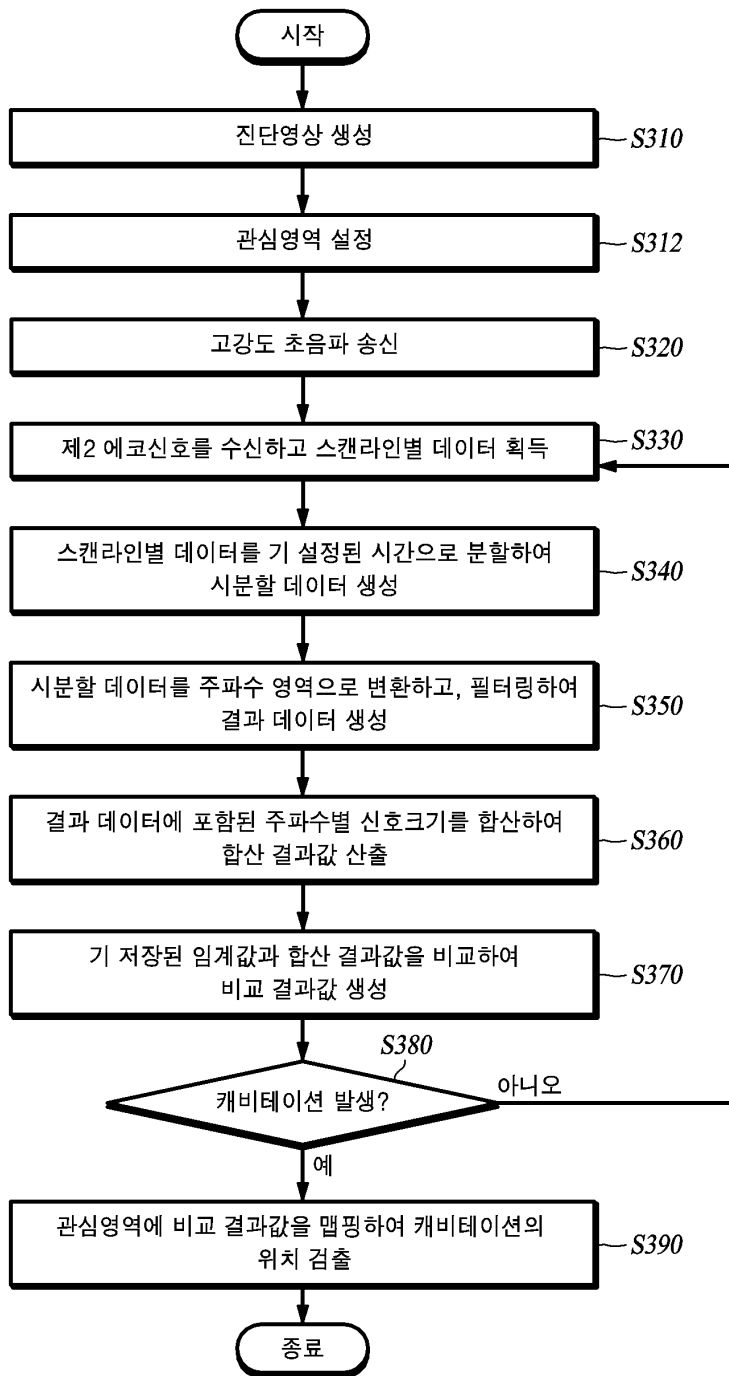 시작
진단영상 생성
S310
관심영역 설정
S312
고강도 초음파 송신
S320
제2 에코신호를 수신하고 스캔라인별 데이터 획득
S330
스캔라인별 데이터를 기 설정된 시간으로 분할하여
시분할 데이터 생성
S340
시분할 데이터를 주파수 영역으로 변환하고, 필터링하여
결과 데이터 생성
S350
결과 데이터에 포함된 주파수별 신호크기를 합산하여
합산 결과값 산출
S360
기 저장된 임계값과 합산 결과값을 비교하여
비교 결과값 생성
S370
S380
캐비테이션 발생?
아니오
예
관심영역에 비교 결과값을 맵핑하여 캐비테이션의
위치 검출
S390
종료